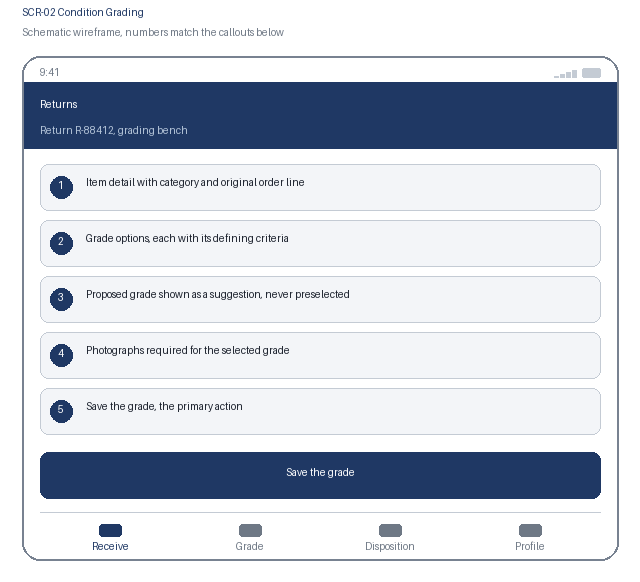 SCR-02 Condition Grading
Schematic wireframe, numbers match the callouts below
9:41
Returns
Return R-88412, grading bench
1 Item detail with category and original order line
2 Grade options, each with its defining criteria
3 Proposed grade shown as a suggestion, never preselected
4 Photographs required for the selected grade
5 Save the grade, the primary action
Save the grade
Receive Grade Disposition Profile